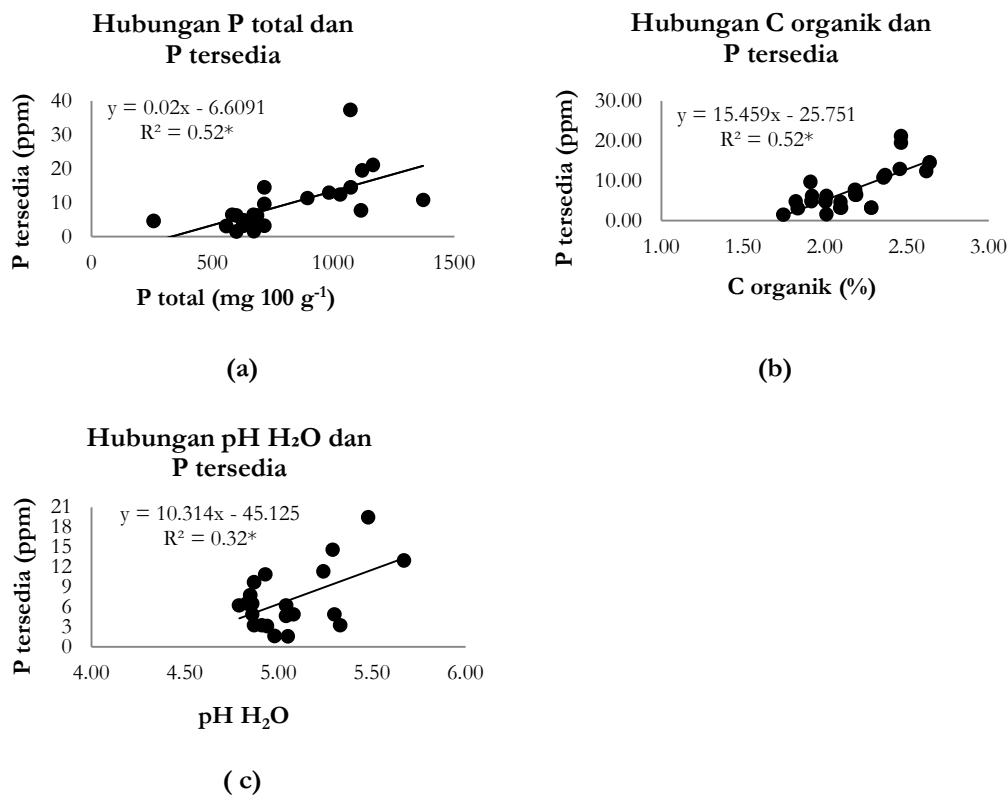 Hubungan P total dan
P tersedia
y = 0.02x - 6.6091
R² = 0.52*
P tersedia (ppm)
40
30
20
10
0
0 500 1000 1500
P total (mg 100 g⁻¹)
(a)
Hubungan C organik dan
P tersedia
y = 15.459x - 25.751
R² = 0.52*
P tersedia (ppm)
30.00
20.00
10.00
0.00
1.00 1.50 2.00 2.50 3.00
C organik (%)
(b)
Hubungan pH H₂O dan
P tersedia
y = 10.314x - 45.125
R² = 0.32*
P tersedia (ppm)
21
18
15
12
9
6
3
0
4.00 4.50 5.00 5.50 6.00
pH H₂O
( c)